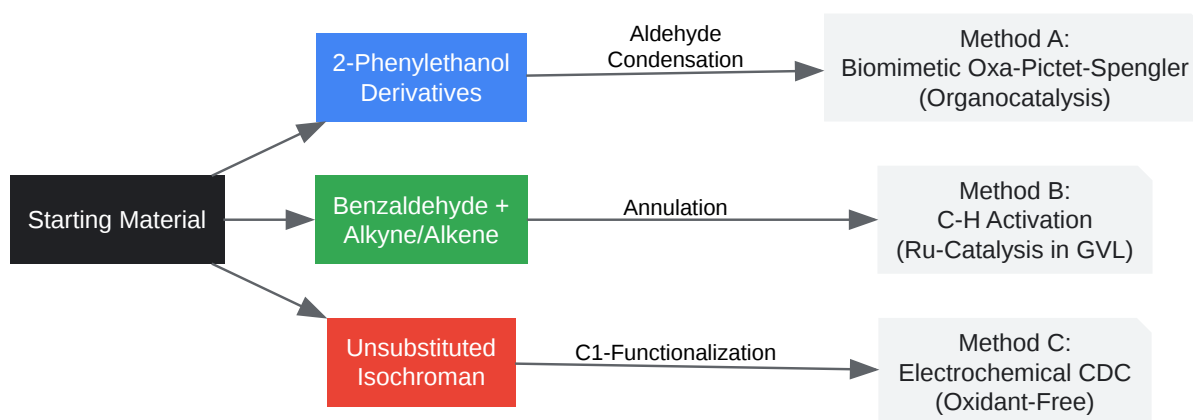 2-Phenylethanol
Derivatives
Aldehyde
Condensation
Method A:
Biomimetic Oxa-Pictet-Spengler
(Organocatalysis)
Starting Material
Benzaldehyde +
Alkyne/Alkene
Annulation
Method B:
C-H Activation
(Ru-Catalysis in GVL)
Unsubstituted
Isochroman
C1-Functionalization
Method C:
Electrochemical CDC
(Oxidant-Free)